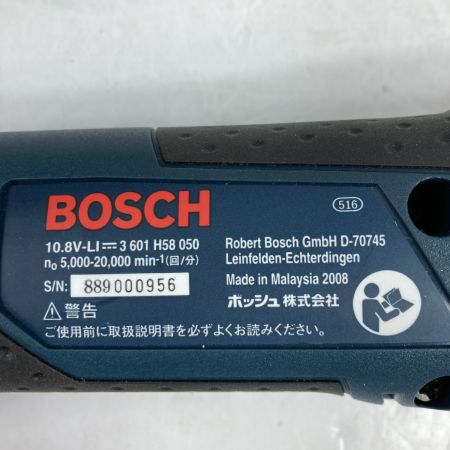 BOSCH
516
10.8V-LI⎓ 3 601 H58 050
n₀ 5,000-20,000 min⁻¹(回/分)
S/N: 889000956
⚠警告
ご使用前に取扱説明書を必ずよくお読みください。
Robert Bosch GmbH D-70745
Leinfelden-Echterdingen
Made in Malaysia 2008
ボッシュ株式会社